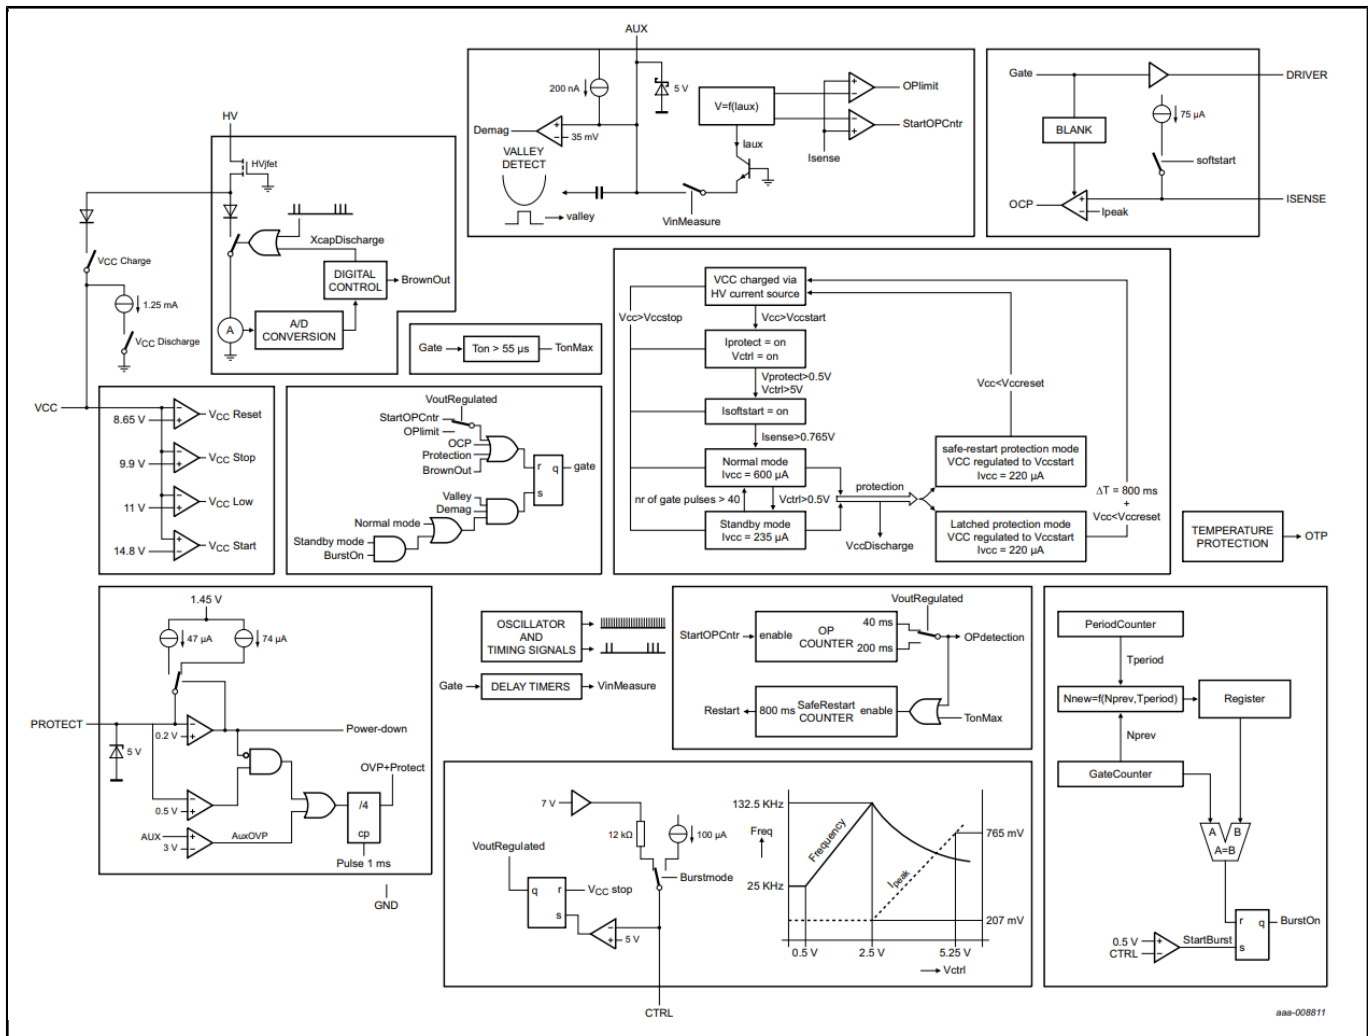 AUX
200 nA
5 V
Demag
35 mV
VALLEY
DETECT
valley
V=f(Iaux)
Iaux
VinMeasure
OPlimit
StartOPCntr
Isense
Gate
DRIVER
BLANK
75 µA
softstart
OCP
Ipeak
ISENSE
HV
HVjfet
XcapDischarge
DIGITAL
CONTROL
BrownOut
A
A/D
CONVERSION
VCC Charge
1.25 mA
VCC Discharge
Gate
Ton > 55 µs
TonMax
VCC
8.65 V
VCC Reset
9.9 V
VCC Stop
11 V
VCC Low
14.8 V
VCC Start
VoutRegulated
StartOPCntr
OPlimit
OCP
Protection
BrownOut
r
q
gate
s
Valley
Demag
Normal mode
Standby mode
BurstOn
VCC charged via
HV current source
Vcc>Vccstop
Vcc>Vccstart
Iprotect = on
Vctrl = on
Vprotect>0.5V
Vctrl>5V
Isoftstart = on
Isense>0.765V
Normal mode
Ivcc = 600 µA
nr of gate pulses > 40
Vctrl>0.5V
Standby mode
Ivcc = 235 µA
protection
VccDischarge
Vcc<Vccreset
safe-restart protection mode
VCC regulated to Vccstart
Ivcc = 220 µA
Latched protection mode
VCC regulated to Vccstart
Ivcc = 220 µA
ΔT = 800 ms
+
Vcc<Vccreset
TEMPERATURE
PROTECTION
OTP
1.45 V
47 µA
74 µA
PROTECT
5 V
0.2 V
Power-down
0.5 V
OVP+Protect
AUX
3 V
AuxOVP
/4
cp
Pulse 1 ms
GND
OSCILLATOR
AND
TIMING SIGNALS
Gate
DELAY TIMERS
VinMeasure
VoutRegulated
StartOPCntr
enable
OP
COUNTER
40 ms
200 ms
OPdetection
Restart
800 ms
SafeRestart
COUNTER
enable
TonMax
7 V
12 kΩ
100 µA
VoutRegulated
Burstmode
q
r
s
VCC stop
5 V
CTRL
132.5 KHz
Freq
25 KHz
Frequency
Ipeak
765 mV
207 mV
0.5 V
2.5 V
5.25 V
Vctrl
PeriodCounter
Tperiod
Nnew=f(Nprev,Tperiod)
Register
Nprev
GateCounter
A
B
A=B
0.5 V
CTRL
StartBurst
r
q
s
BurstOn
aaa-008811